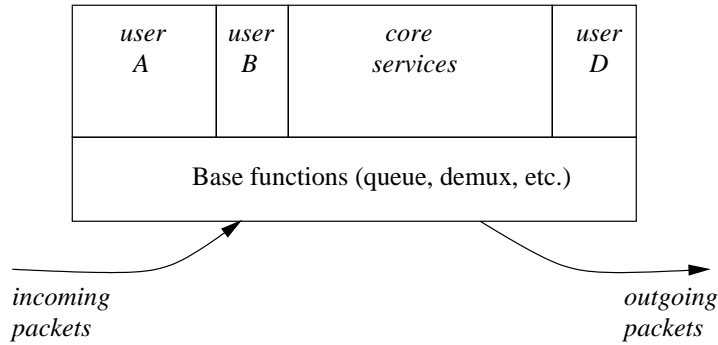 user
A
user
B
core
services
user
D
Base functions (queue, demux, etc.)
incoming
packets
outgoing
packets